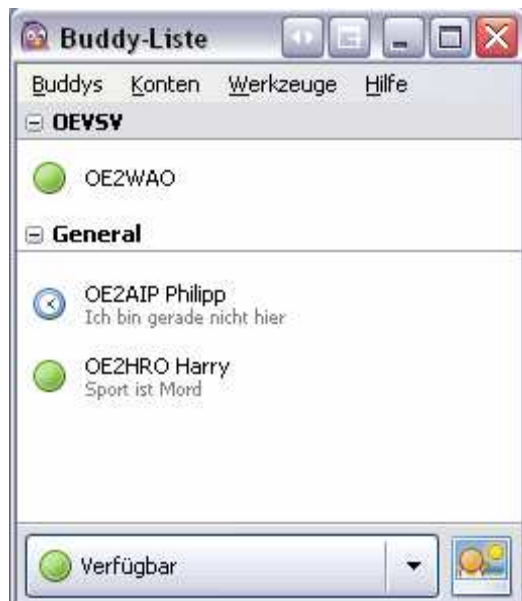 Buddy-Liste
Buddys Konten Werkzeuge Hilfe
OEVSV
OE2WAO
General
OE2AIP Philipp
Ich bin gerade nicht hier
OE2HRO Harry
Sport ist Mord
Verfügbar